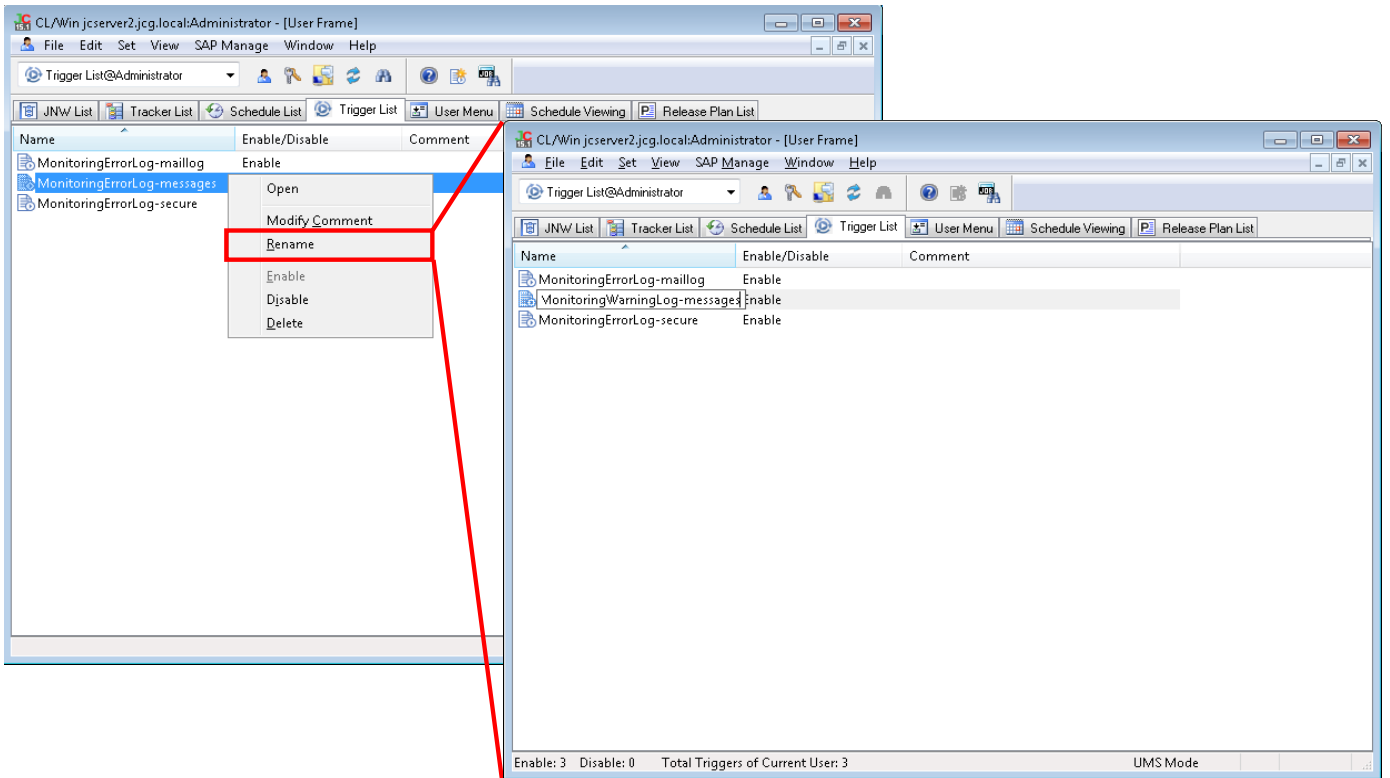 CL/Win jcserver2.jcg.local:Administrator - [User Frame]
File Edit Set View SAP Manage Window Help
Trigger List@Administrator
JNW List Tracker List Schedule List Trigger List User Menu Schedule Viewing Release Plan List
Name Enable/Disable Comment
MonitoringErrorLog-maillog Enable
MonitoringErrorLog-messages
MonitoringErrorLog-secure
Open
Modify Comment
Rename
Enable
Disable
Delete
CL/Win jcserver2.jcg.local:Administrator - [User Frame]
File Edit Set View SAP Manage Window Help
Trigger List@Administrator
JNW List Tracker List Schedule List Trigger List User Menu Schedule Viewing Release Plan List
Name Enable/Disable Comment
MonitoringErrorLog-maillog Enable
MonitoringWarningLog-messages Enable
MonitoringErrorLog-secure Enable
Enable: 3 Disable: 0 Total Triggers of Current User: 3 UMS Mode